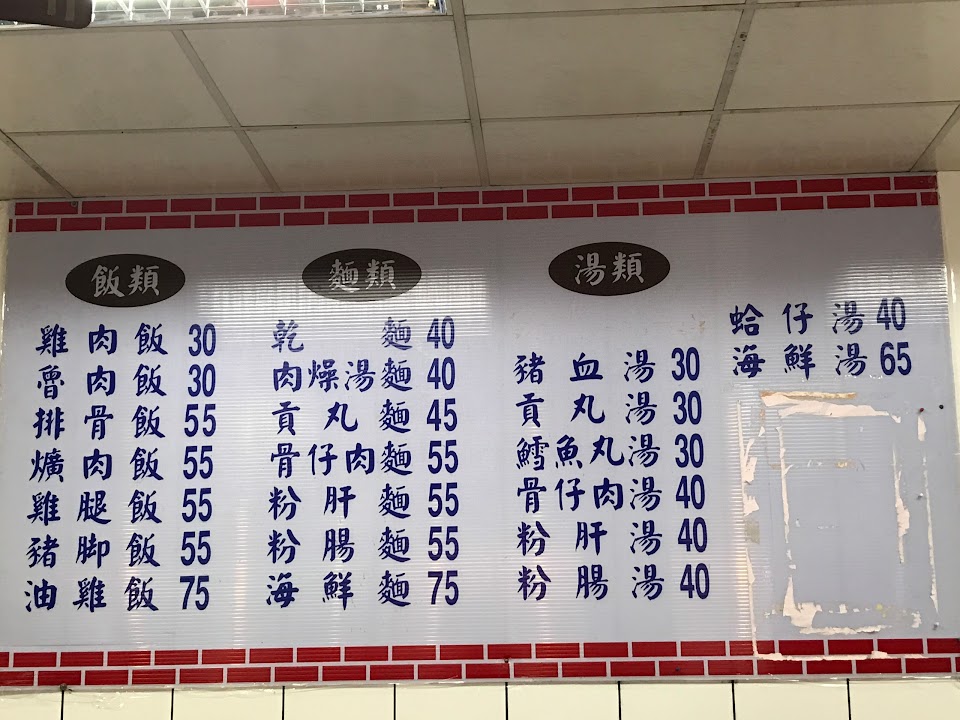 飯類
雞肉飯 30
魯肉飯 30
排骨飯 55
爌肉飯 55
雞腿飯 55
豬脚飯 55
油雞飯 75
麵類
乾麵 40
肉燥湯麵 40
貢丸麵 45
骨仔肉麵 55
粉肝麵 55
粉腸麵 55
海鮮麵 75
湯類
豬血湯 30
貢丸湯 30
鱈魚丸湯 30
骨仔肉湯 40
粉肝湯 40
粉腸湯 40
蛤仔湯 40
海鮮湯 65